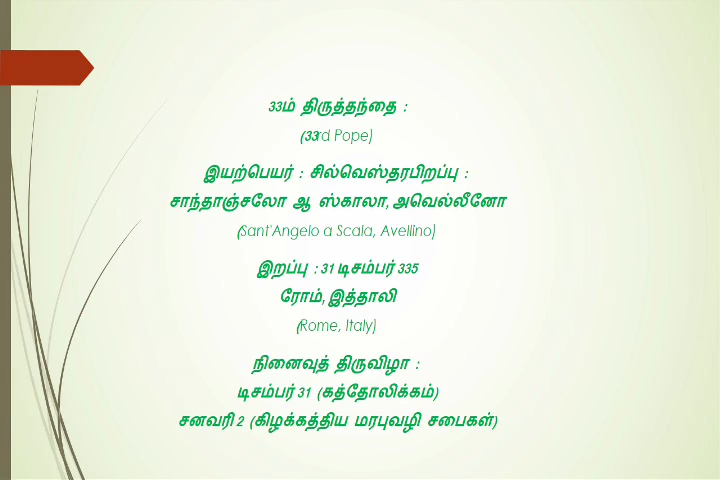 33ம் திருத்தந்தை :
(33rd Pope)
இயற்பெயர் : சில்வெஸ்தரபிறப்பு :
சாந்தாஞ்சலோ ஆ ஸ்காலா, அவெல்லீனோ
(Sant'Angelo a Scala, Avellino)
இறப்பு : 31 டிசம்பர் 335
ரோம், இத்தாலி
(Rome, Italy)
நினைவுத் திருவிழா :
டிசம்பர் 31 (கத்தோலிக்கம்)
சனவரி 2 (கிழக்கத்திய மரபுவழி சபைகள்)